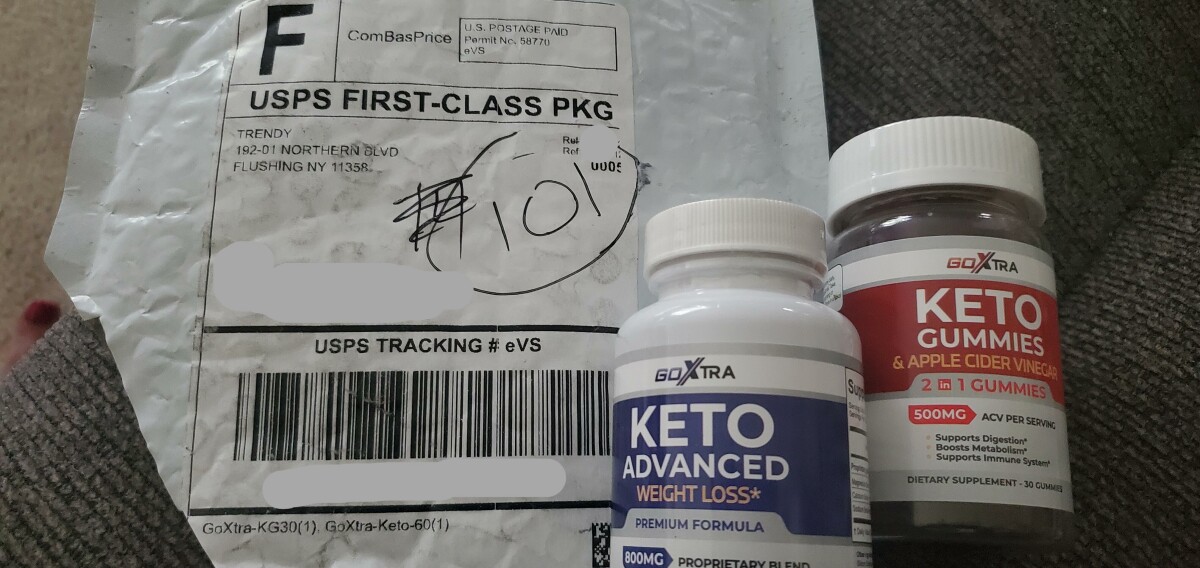 F
ComBasPrice
U.S. POSTAGE PAID
Permit No. 58770
eVS
USPS FIRST-CLASS PKG
TRENDY
192-01 NORTHERN BLVD
FLUSHING NY 11358
Ref
0005
#101
USPS TRACKING # eVS
GoXtra-KG30(1), GoXtra-Keto-60(1)
GOXTRA
KETO
ADVANCED
WEIGHT LOSS*
PREMIUM FORMULA
800MG PROPRIETARY BLEND
GOXTRA
KETO
GUMMIES
& APPLE CIDER VINEGAR
2 in 1 GUMMIES
500MG ACV PER SERVING
Supports Digestion*
Boosts Metabolism*
Supports Immune System*
DIETARY SUPPLEMENT - 30 GUMMIES